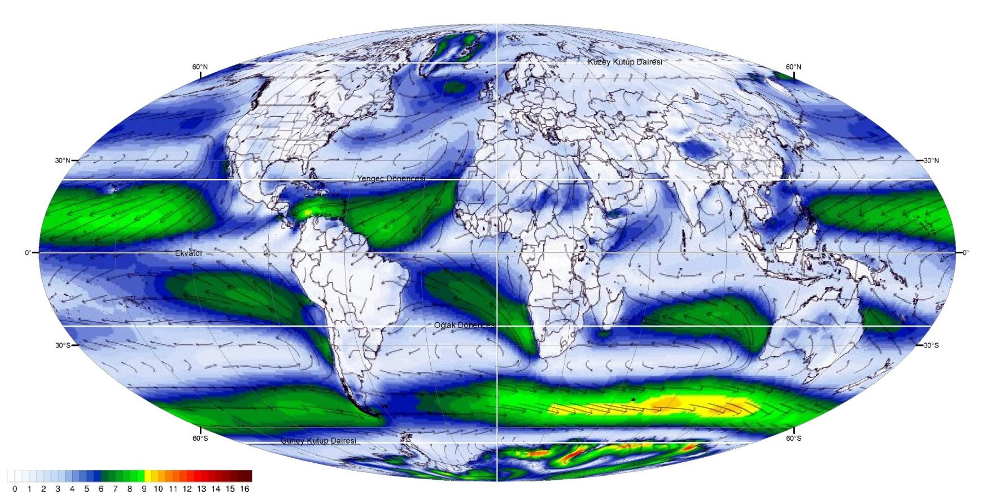 Kuzey Kutup Dairesi
60°N 60°N
30°N 30°N
Yengeç Dönencesi
0° Ekvator 0°
Oğlak Dönencesi
30°S 30°S
60°S 60°S
Güney Kutup Dairesi
0 1 2 3 4 5 6 7 8 9 10 11 12 13 14 15 16